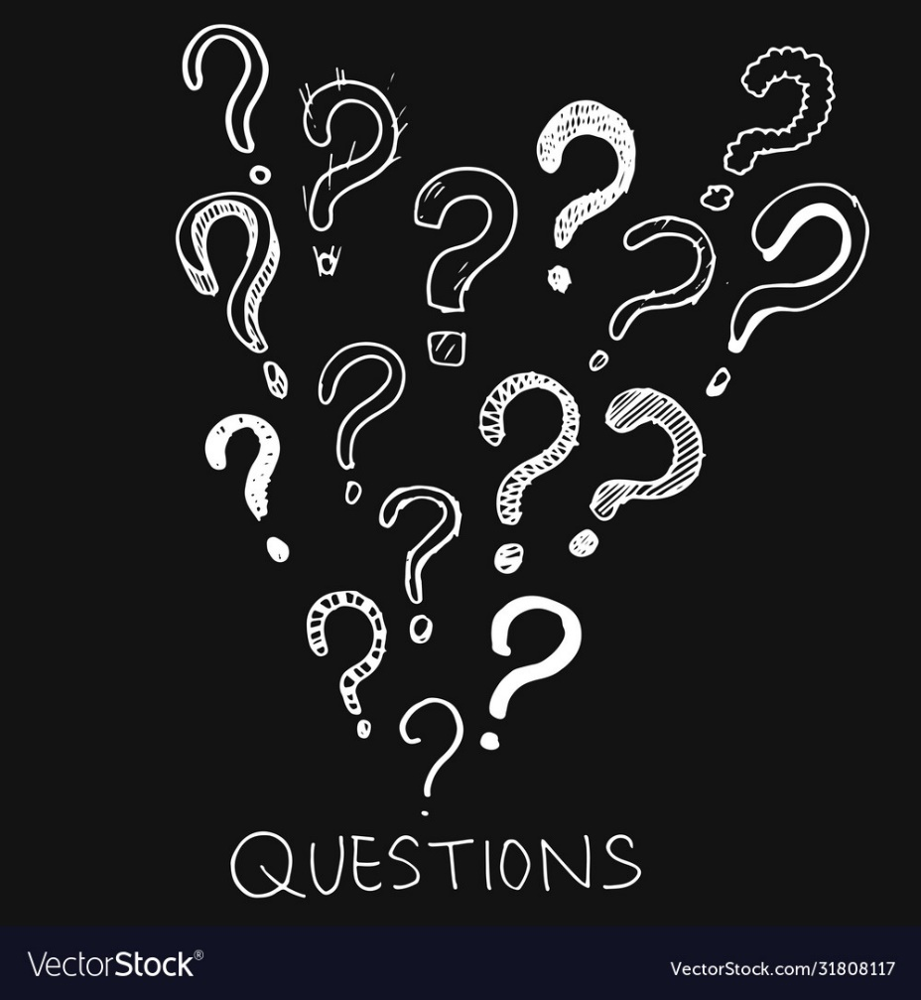 ? ? ? ? ? ? ? ? ? ? ? ? ? ? ? ?
QUESTIONS
VectorStock®
VectorStock.com/31808117